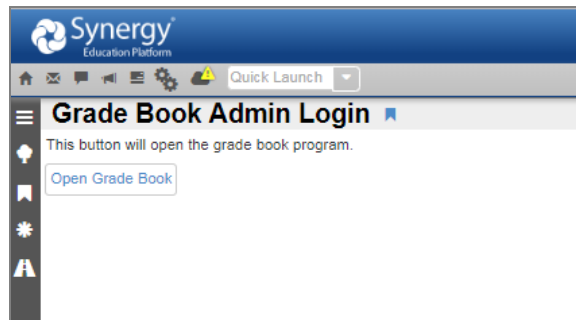 Synergy
Education Platform
Quick Launch
Grade Book Admin Login
This button will open the grade book program.
Open Grade Book